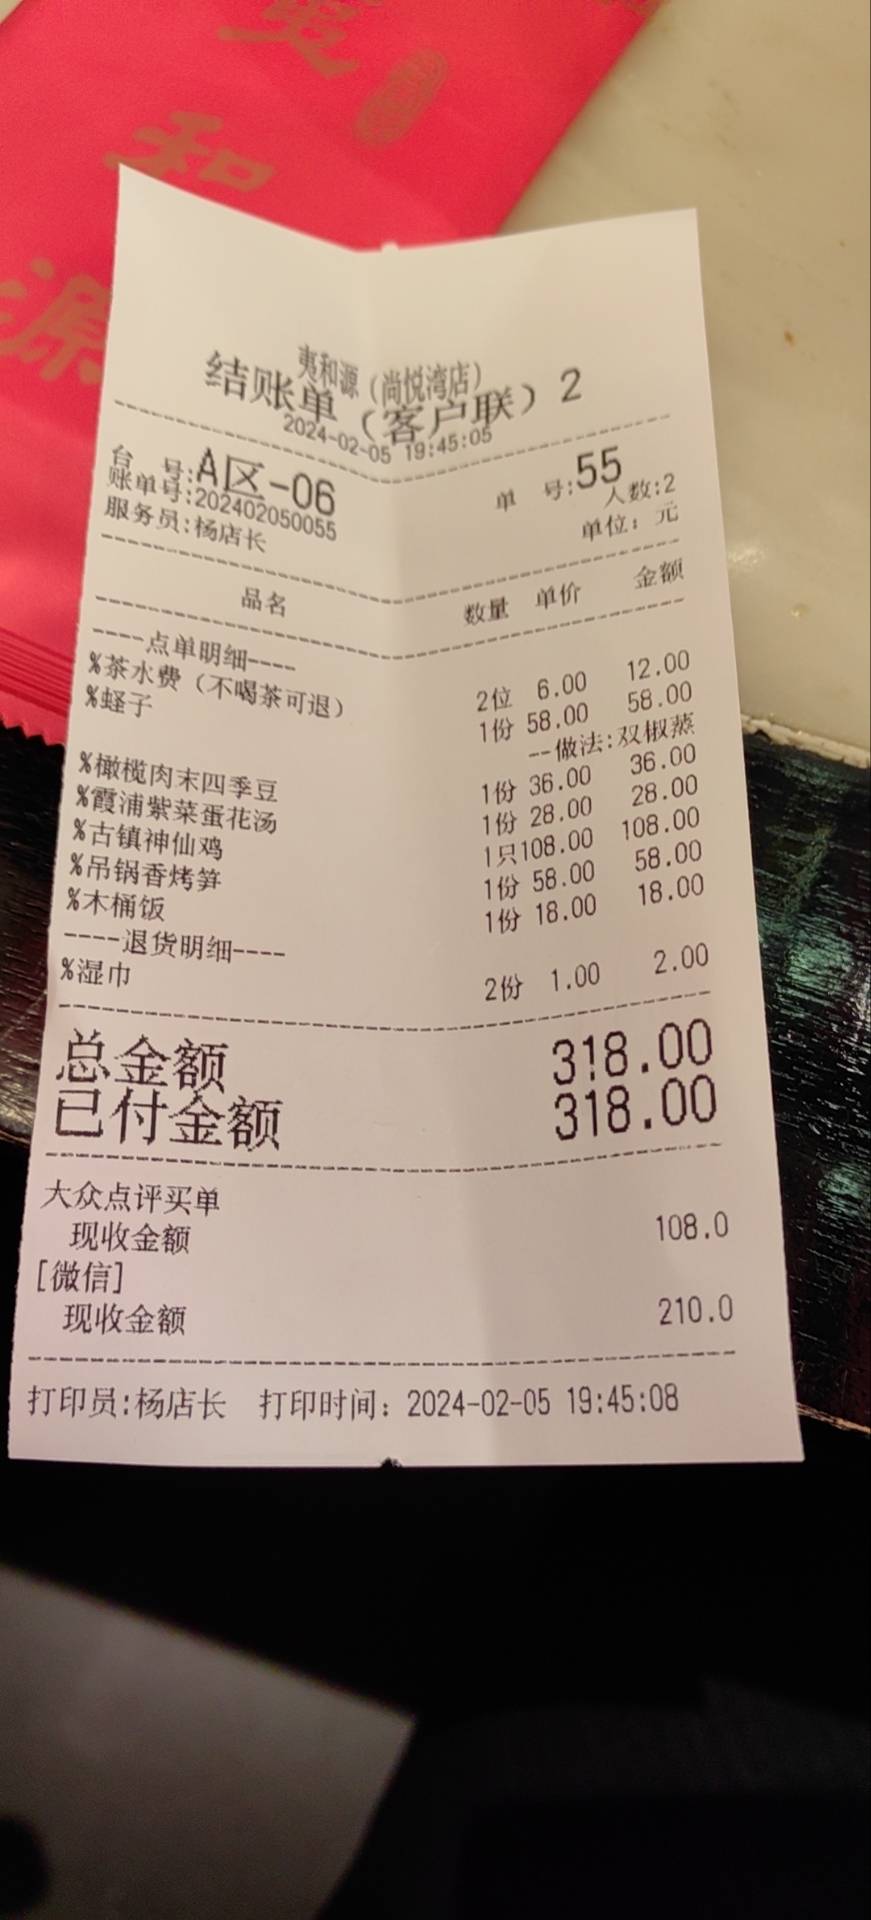 夷
和
源
夷和源（尚悦湾店）
结账单（客户联）2
2024-02-05 19:45:05
台 号:A区-06 单 号:55
账单号:202402050055 人数:2
服务员:杨店长 单位：元
品名 数量 单价 金额
----点单明细----
%茶水费（不喝茶可退） 2位 6.00 12.00
%蛏子 1份 58.00 58.00
--做法:双椒蒸
%橄榄肉末四季豆 1份 36.00 36.00
%霞浦紫菜蛋花汤 1份 28.00 28.00
%古镇神仙鸡 1只108.00 108.00
%吊锅香烤笋 1份 58.00 58.00
%木桶饭 1份 18.00 18.00
----退货明细----
%湿巾 2份 1.00 2.00
总金额 318.00
已付金额 318.00
大众点评买单
现收金额 108.0
[微信]
现收金额 210.0
打印员:杨店长 打印时间：2024-02-05 19:45:08